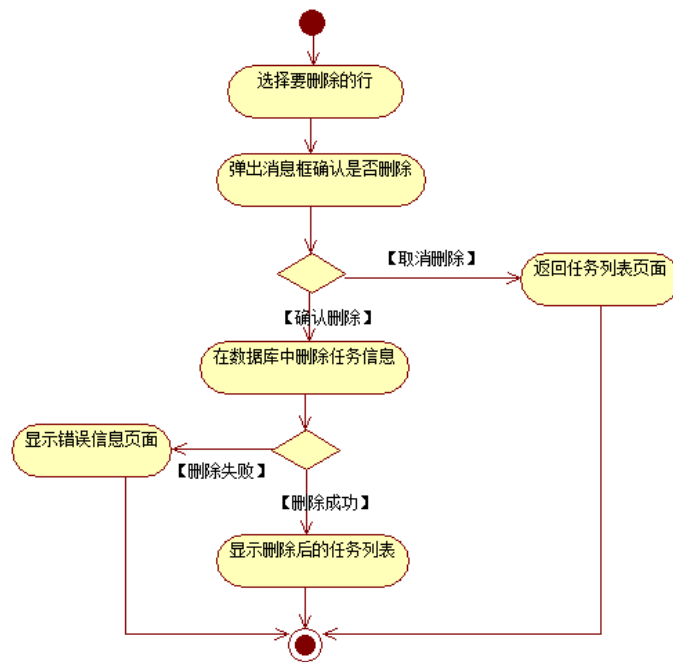 选择要删除的行
弹出消息框确认是否删除
【取消删除】
返回任务列表页面
【确认删除】
在数据库中删除任务信息
显示错误信息页面
【删除失败】
【删除成功】
显示删除后的任务列表